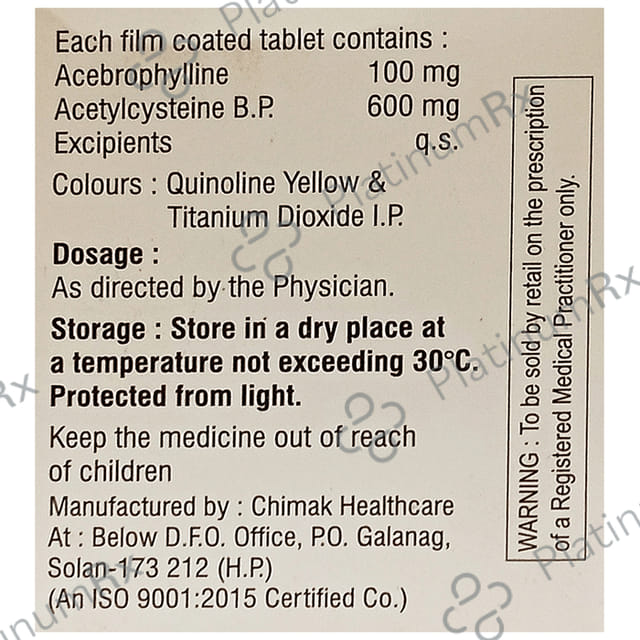 Each film coated tablet contains :
Acebrophylline 100 mg
Acetylcysteine B.P. 600 mg
Excipients q.s.
Colours : Quinoline Yellow &
Titanium Dioxide I.P.
Dosage :
As directed by the Physician.
Storage : Store in a dry place at
a temperature not exceeding 30°C.
Protected from light.
Keep the medicine out of reach
of children
Manufactured by : Chimak Healthcare
At : Below D.F.O. Office, P.O. Galanag,
Solan-173 212 (H.P.)
(An ISO 9001:2015 Certified Co.)
WARNING : To be sold by retail on the prescription
of a Registered Medical Practitioner only.
PlatinumRx
PlatinumRx
PlatinumRx